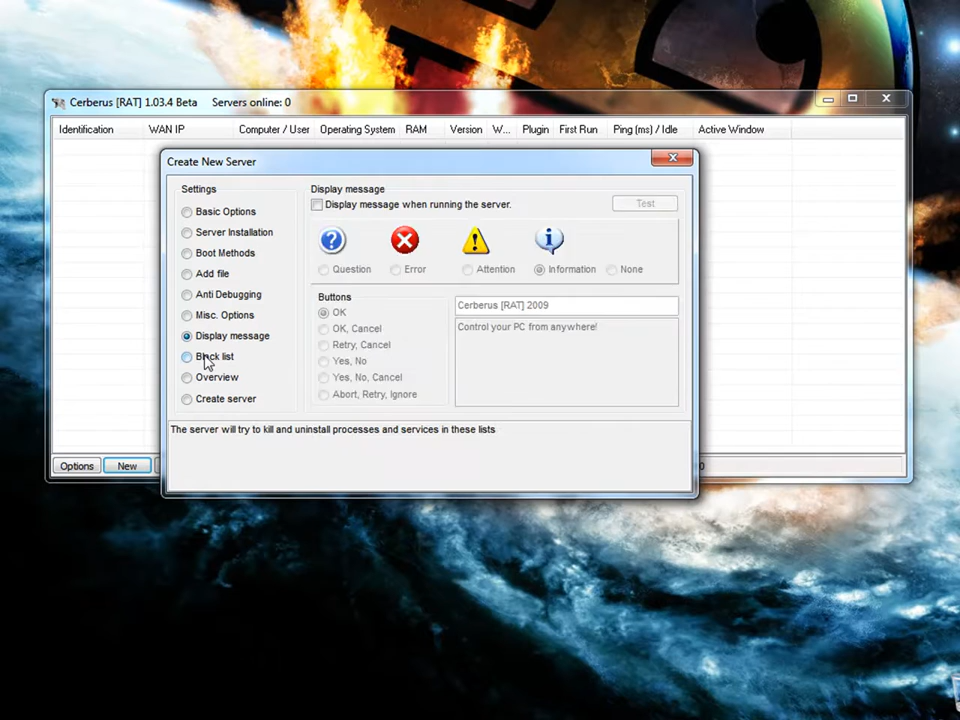 Cerberus [RAT] 1.03.4 Beta Servers online: 0
Identification WAN IP Computer / User Operating System RAM Version W... Plugin First Run Ping (ms) / Idle Active Window
Create New Server
Settings
Basic Options
Server Installation
Boot Methods
Add file
Anti Debugging
Misc. Options
Display message
Block list
Overview
Create server
Display message
Display message when running the server.
Test
Question Error Attention Information None
Buttons
OK
OK, Cancel
Retry, Cancel
Yes, No
Yes, No, Cancel
Abort, Retry, Ignore
Cerberus [RAT] 2009
Control your PC from anywhere!
The server will try to kill and uninstall processes and services in these lists
Options New
0